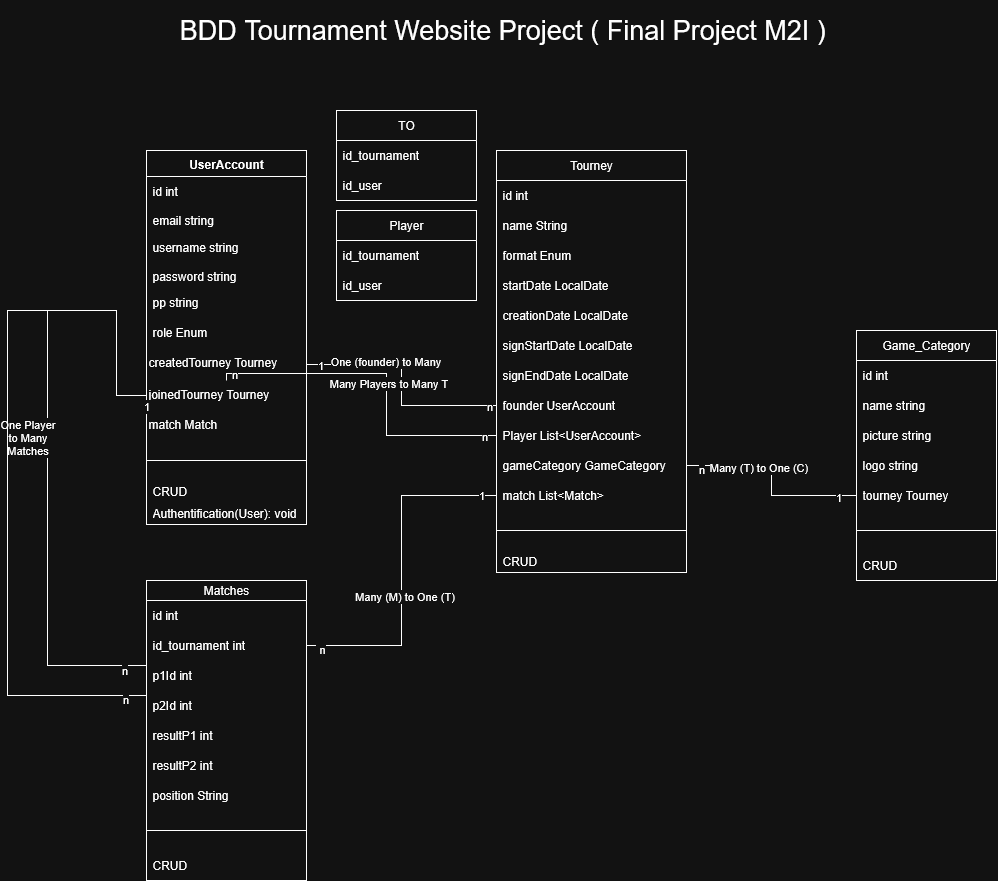 BDD Tournament Website Project ( Final Project M2I )
TO
id_tournament
id_user
Player
id_tournament
id_user
UserAccount
id int
email string
username string
password string
pp string
role Enum
createdTourney Tourney
joinedTourney Tourney
match Match
CRUD
Authentification(User): void
Tourney
id int
name String
format Enum
startDate LocalDate
creationDate LocalDate
signStartDate LocalDate
signEndDate LocalDate
founder UserAccount
Player List<UserAccount>
gameCategory GameCategory
match List<Match>
CRUD
Game_Category
id int
name string
picture string
logo string
tourney Tourney
CRUD
1
One (founder) to Many
n
n
Many Players to Many T
n
n
Many (T) to One (C)
1
1
One Player
to Many
Matches
n
n
1
Many (M) to One (T)
n
Matches
id int
id_tournament int
p1Id int
p2Id int
resultP1 int
resultP2 int
position String
CRUD